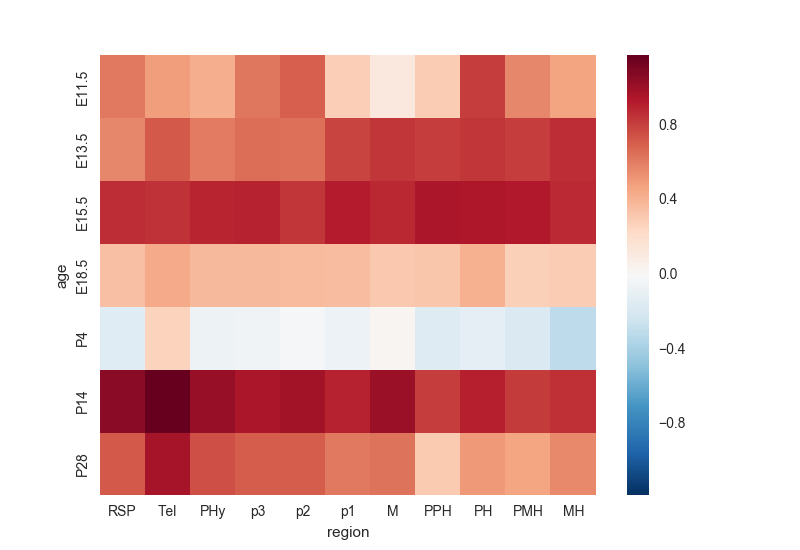 age
E11.5
E13.5
E15.5
E18.5
P4
P14
P28
RSP Tel PHy p3 p2 p1 M PPH PH PMH MH
region
0.8
0.4
0.0
−0.4
−0.8